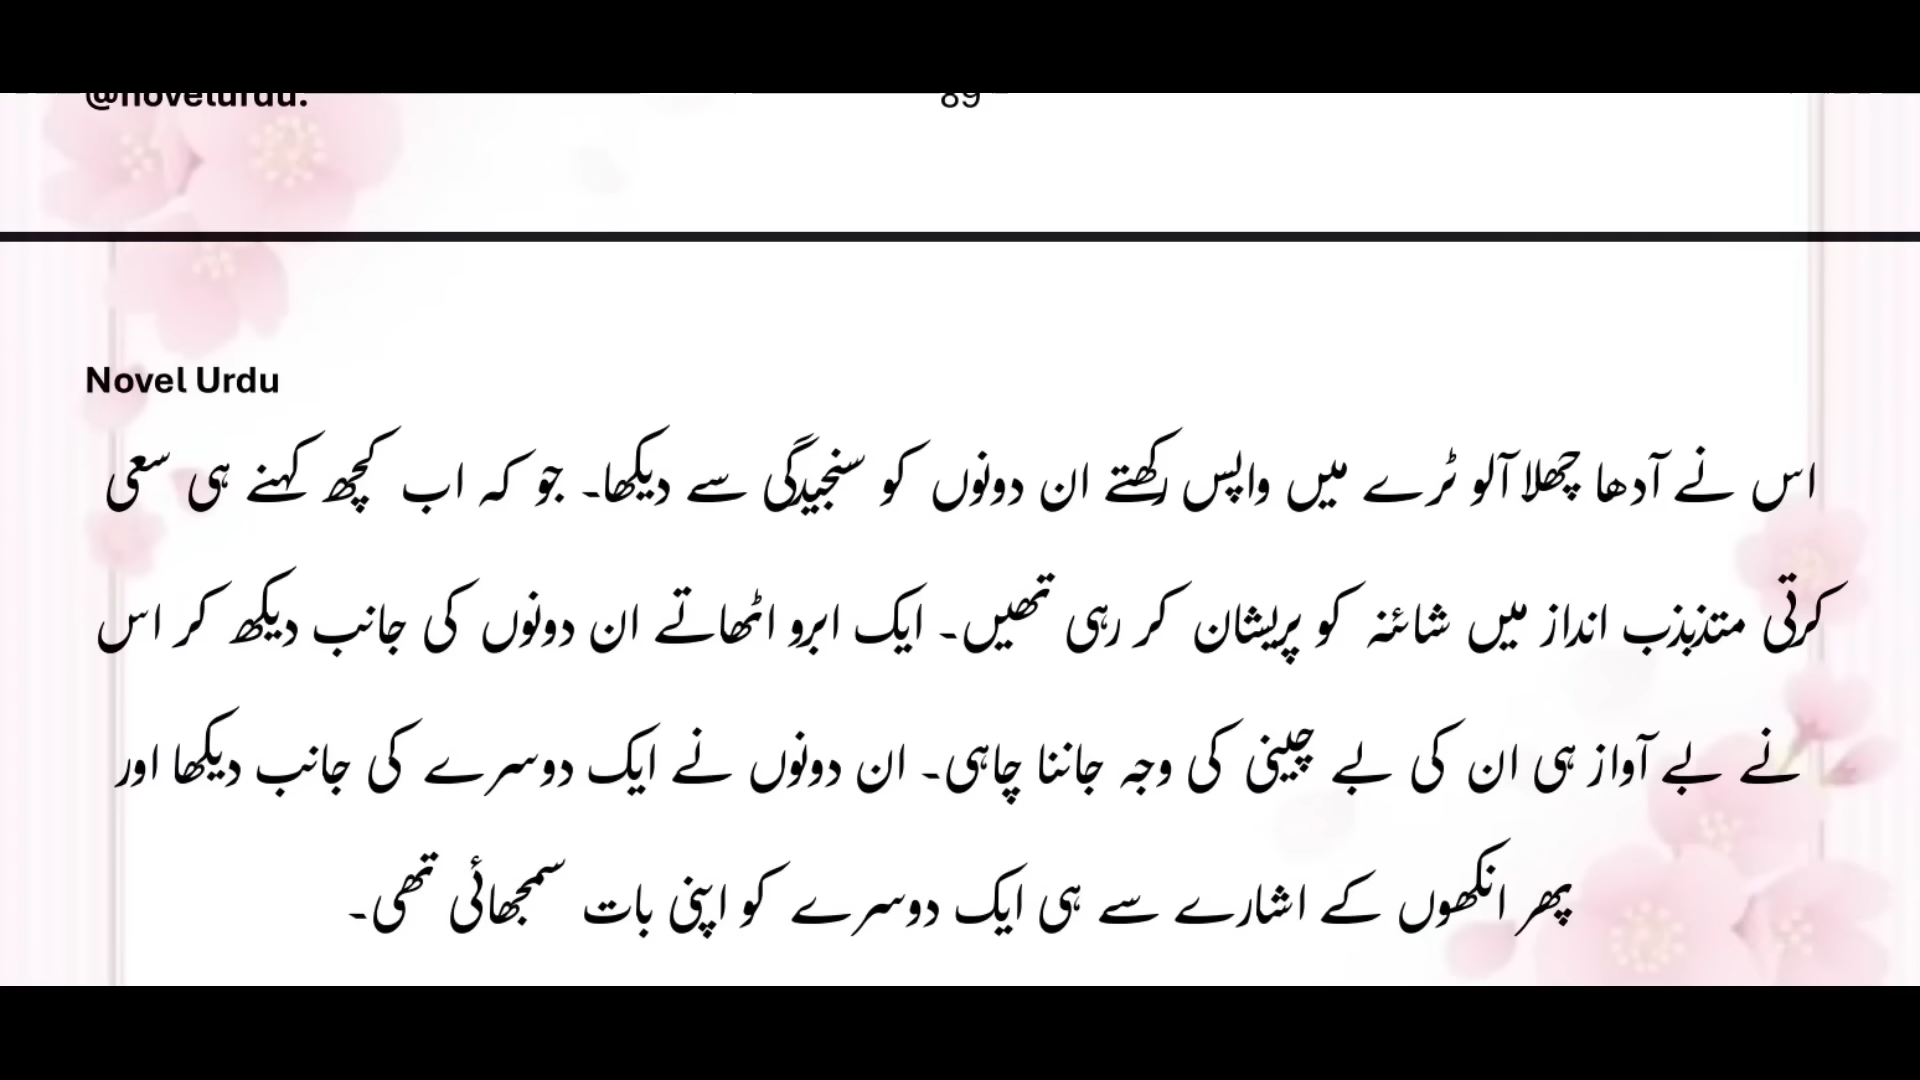 @novelurdu.
89
Novel Urdu
اس نے آدھا چھلا آلو ٹرے میں واپس رکھتے ان دونوں کو سنجیدگی سے دیکھا۔ جو کہ اب کچھ کہنے ہی سعی
کرتی متذبذب انداز میں شائنہ کو پریشان کر رہی تھیں۔ ایک ابرو اٹھاتے ان دونوں کی جانب دیکھ کر اس
نے بے آواز ہی ان کی بے چینی کی وجہ جاننا چاہی۔ ان دونوں نے ایک دوسرے کی جانب دیکھا اور
پھر انکھوں کے اشارے سے ہی ایک دوسرے کو اپنی بات سمجھائی تھی۔